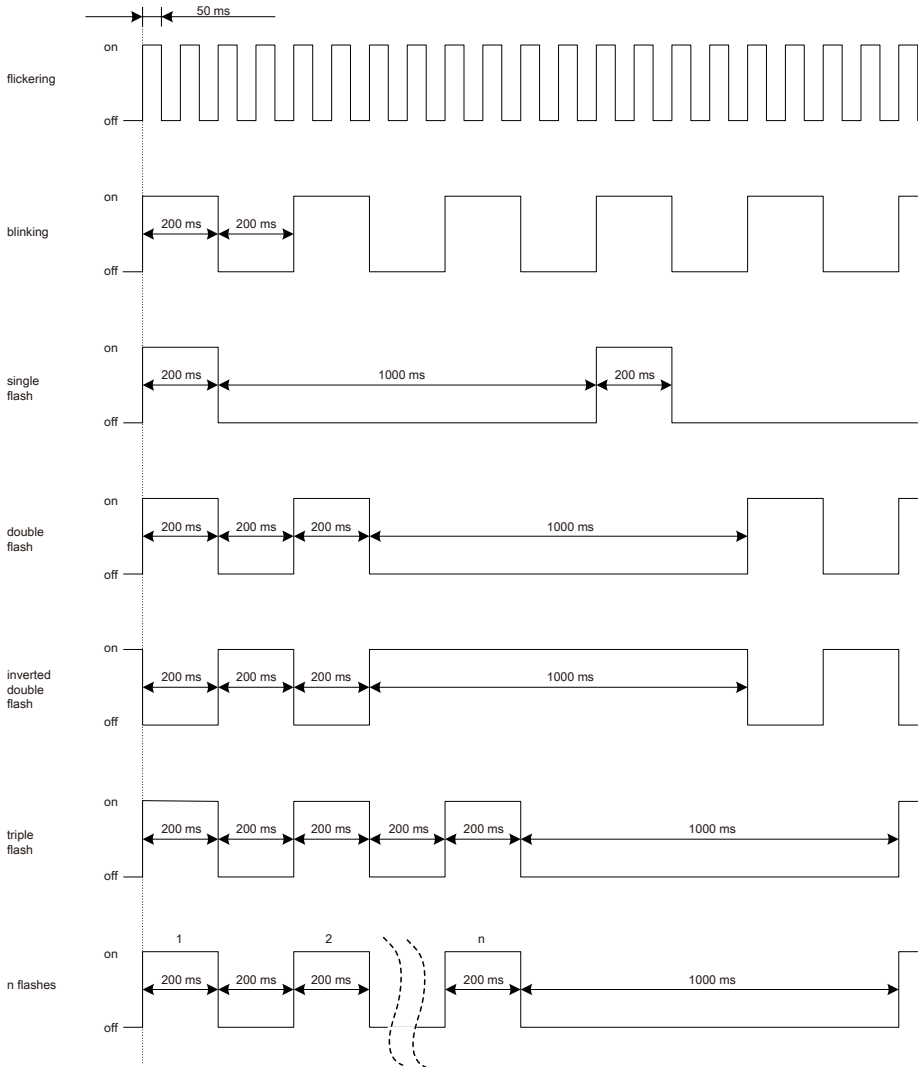 50 ms
on
flickering
off
on
200 ms 200 ms
blinking
off
on
200 ms 1000 ms 200 ms
single
flash
off
on
200 ms 200 ms 200 ms 1000 ms
double
flash
off
on
200 ms 200 ms 200 ms 1000 ms
inverted
double
flash
off
on
200 ms 200 ms 200 ms 200 ms 200 ms 1000 ms
triple
flash
off
1 2 n
on
200 ms 200 ms 200 ms 200 ms 1000 ms
n flashes
off